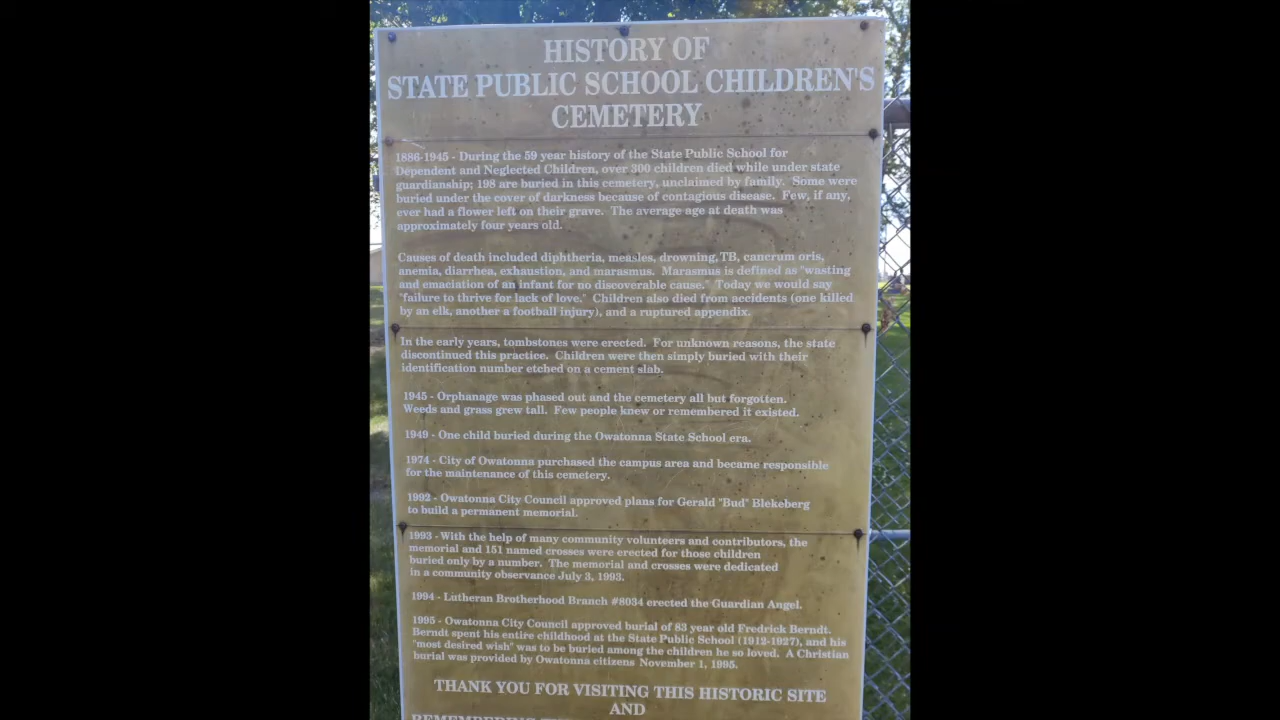 HISTORY OF
STATE PUBLIC SCHOOL CHILDREN'S
CEMETERY
1886-1945 - During the 59 year history of the State Public School for
Dependent and Neglected Children, over 300 children died while under state
guardianship; 198 are buried in this cemetery, unclaimed by family. Some were
buried under the cover of darkness because of contagious disease. Few, if any,
ever had a flower left on their grave. The average age at death was
approximately four years old.
Causes of death included diphtheria, measles, drowning, TB, cancrum oris,
anemia, diarrhea, exhaustion, and marasmus. Marasmus is defined as "wasting
and emaciation of an infant for no discoverable cause." Today we would say
"failure to thrive for lack of love." Children also died from accidents (one killed
by an elk, another a football injury), and a ruptured appendix.
In the early years, tombstones were erected. For unknown reasons, the state
discontinued this practice. Children were then simply buried with their
identification number etched on a cement slab.
1945 - Orphanage was phased out and the cemetery all but forgotten.
Weeds and grass grew tall. Few people knew or remembered it existed.
1949 - One child buried during the Owatonna State School era.
1974 - City of Owatonna purchased the campus area and became responsible
for the maintenance of this cemetery.
1992 - Owatonna City Council approved plans for Gerald "Bud" Blekeberg
to build a permanent memorial.
1993 - With the help of many community volunteers and contributors, the
memorial and 151 named crosses were erected for those children
buried only by a number. The memorial and crosses were dedicated
in a community observance July 3, 1993.
1994 - Lutheran Brotherhood Branch #8034 erected the Guardian Angel.
1995 - Owatonna City Council approved burial of 83 year old Fredrick Berndt.
Berndt spent his entire childhood at the State Public School (1912-1927), and his
"most desired wish" was to be buried among the children he so loved. A Christian
burial was provided by Owatonna citizens November 1, 1995.
THANK YOU FOR VISITING THIS HISTORIC SITE
AND